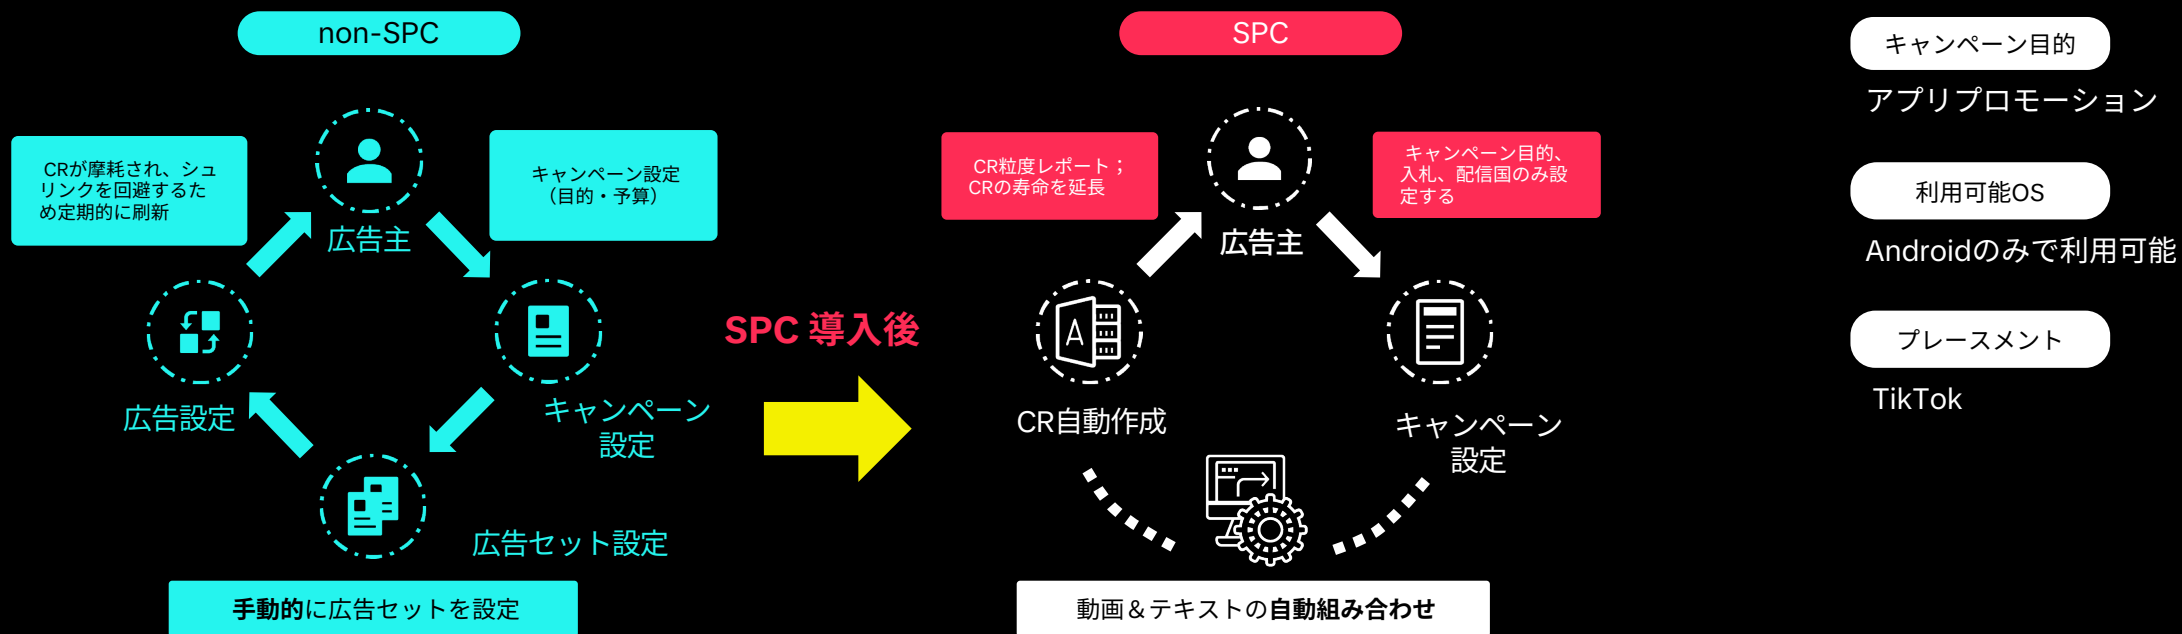 non-SPC
CRが摩耗され、シュ
リンクを回避するた
め定期的に刷新
キャンペーン設定
（目的・予算）
広告主
広告設定
キャンペーン
設定
広告セット設定
手動的に広告セットを設定
SPC 導入後
SPC
CR粒度レポート；
CRの寿命を延長
キャンペーン目的、
入札、配信国のみ設
定する
広告主
A
CR自動作成
キャンペーン
設定
動画＆テキストの自動組み合わせ
キャンペーン目的
アプリプロモーション
利用可能OS
Androidのみで利用可能
プレースメント
TikTok